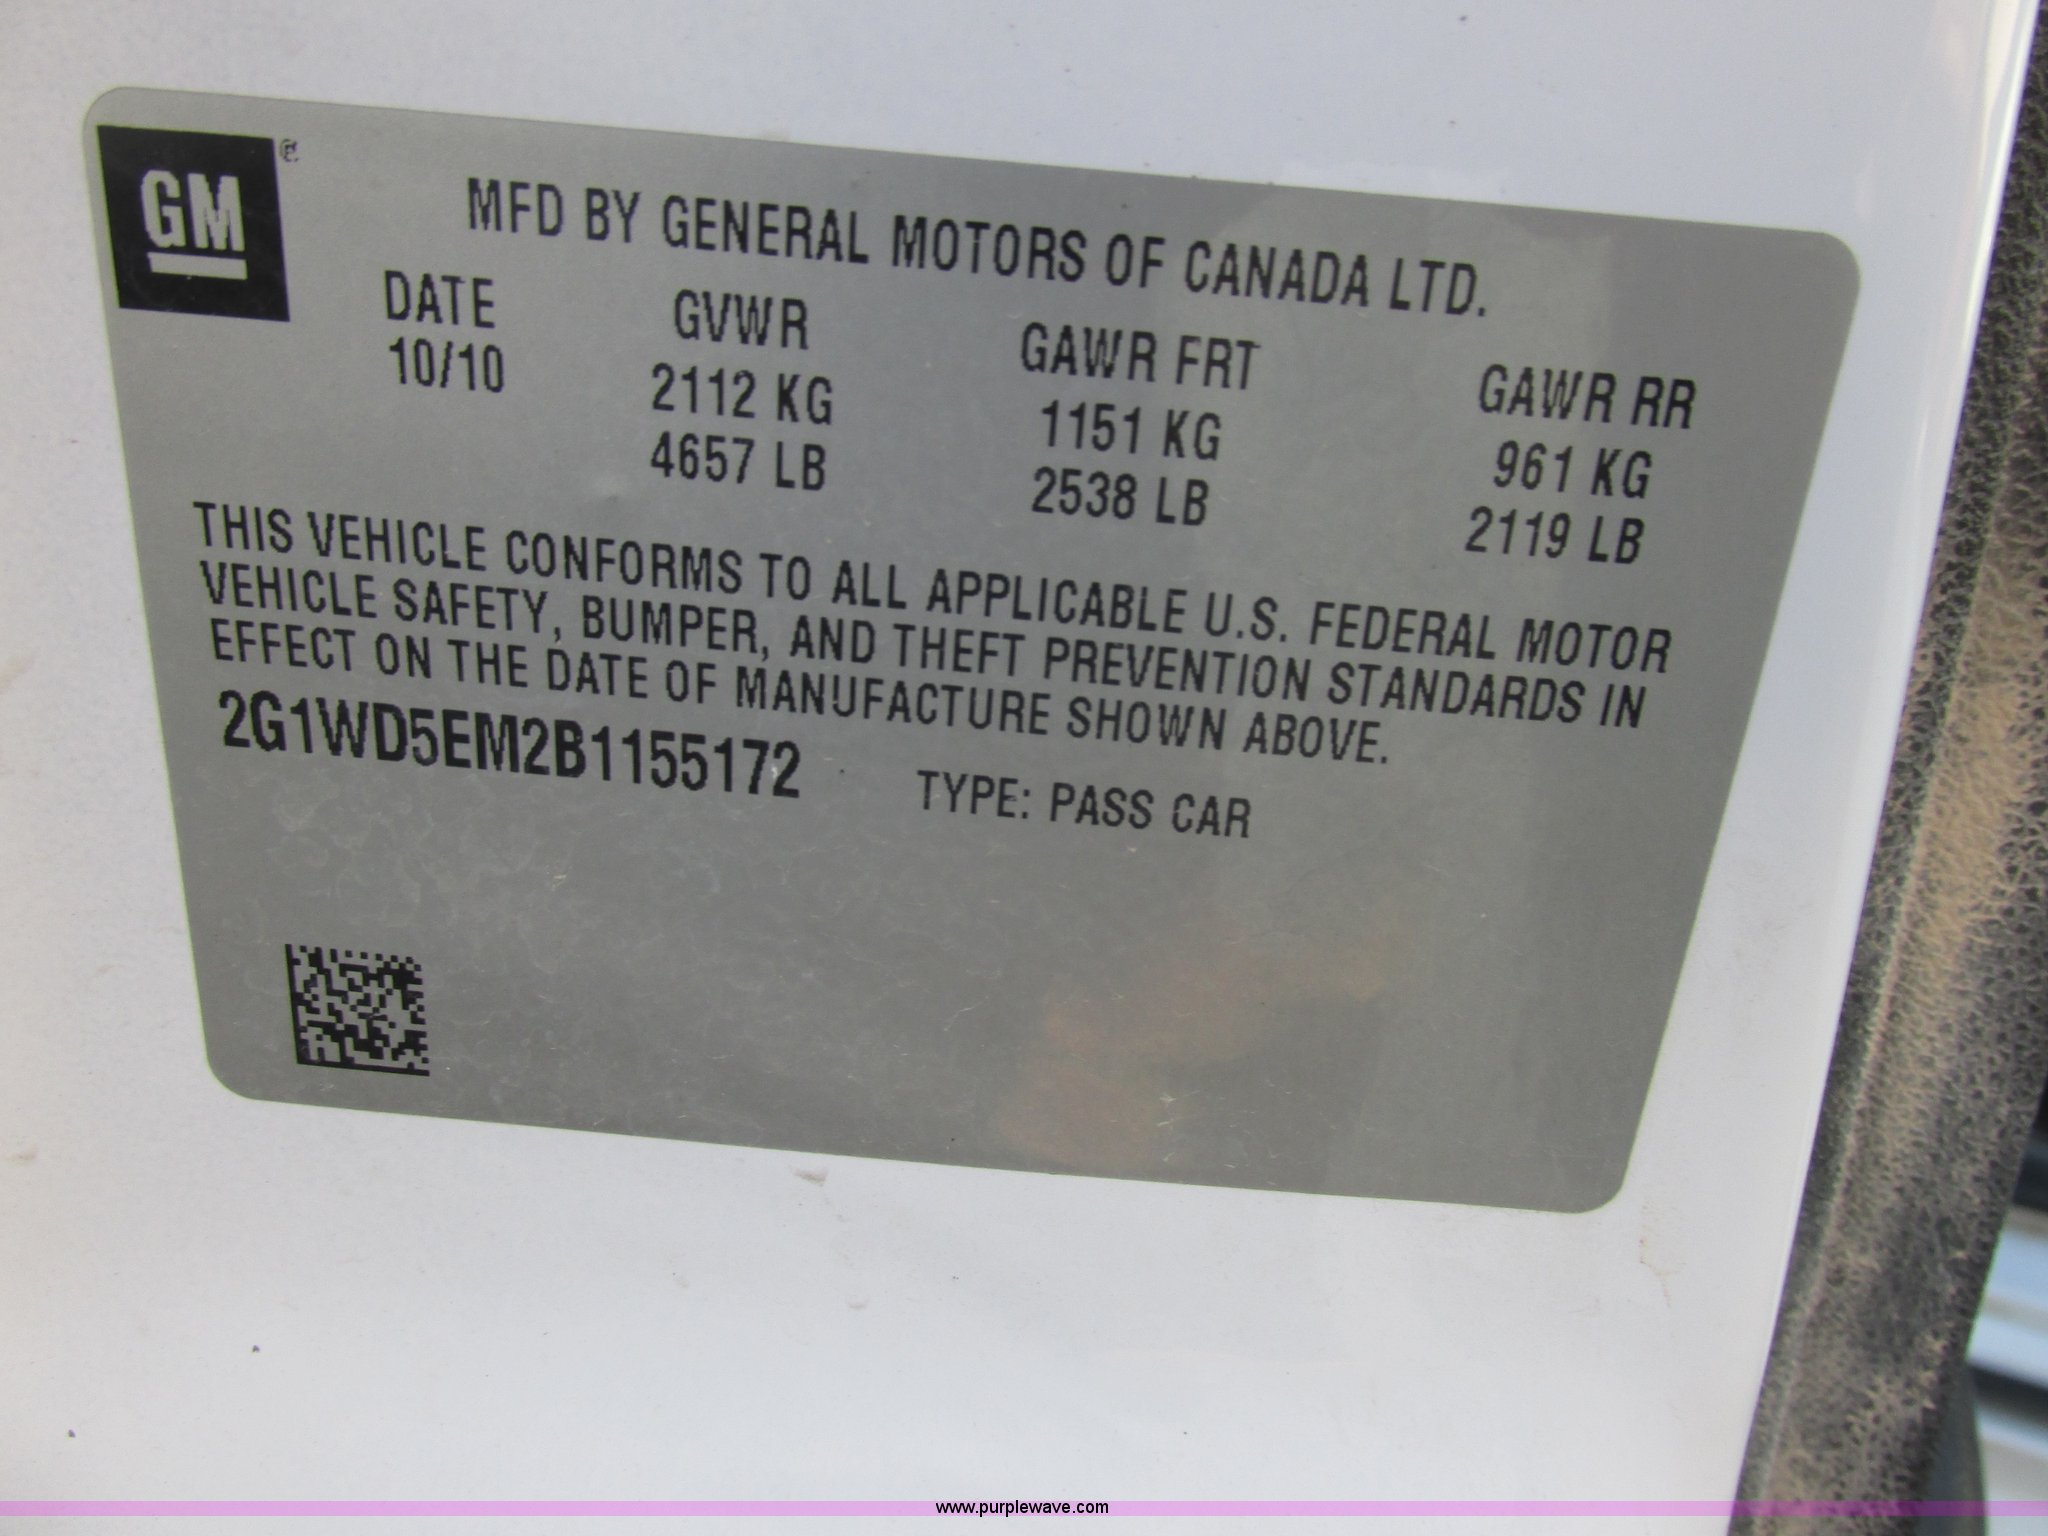 GM®
MFD BY GENERAL MOTORS OF CANADA LTD.
DATE GVWR GAWR FRT GAWR RR
10/10 2112 KG 1151 KG 961 KG
4657 LB 2538 LB 2119 LB
THIS VEHICLE CONFORMS TO ALL APPLICABLE U.S. FEDERAL MOTOR
VEHICLE SAFETY, BUMPER, AND THEFT PREVENTION STANDARDS IN
EFFECT ON THE DATE OF MANUFACTURE SHOWN ABOVE.
2G1WD5EM2B1155172 TYPE: PASS CAR
www.purplewave.com